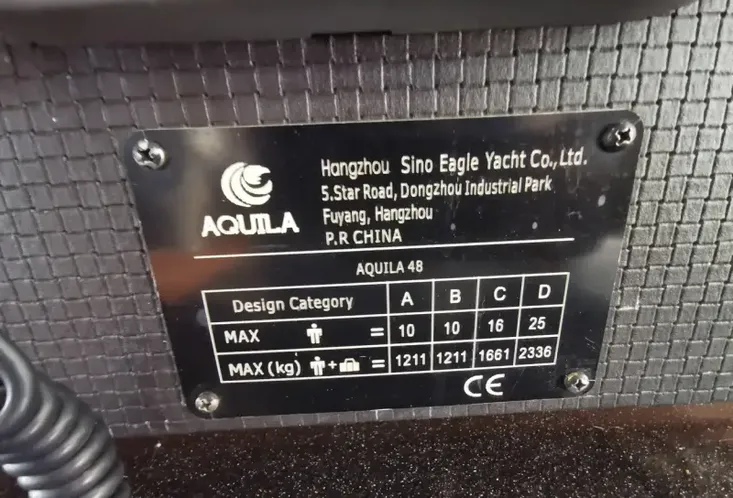 AQUILA
Hangzhou Sino Eagle Yacht Co., Ltd.
5.Star Road, Dongzhou Industrial Park
Fuyang, Hangzhou
P.R CHINA
AQUILA 48
Design Category A B C D
MAX = 10 10 16 25
MAX (kg) + = 1211 1211 1661 2336
CE